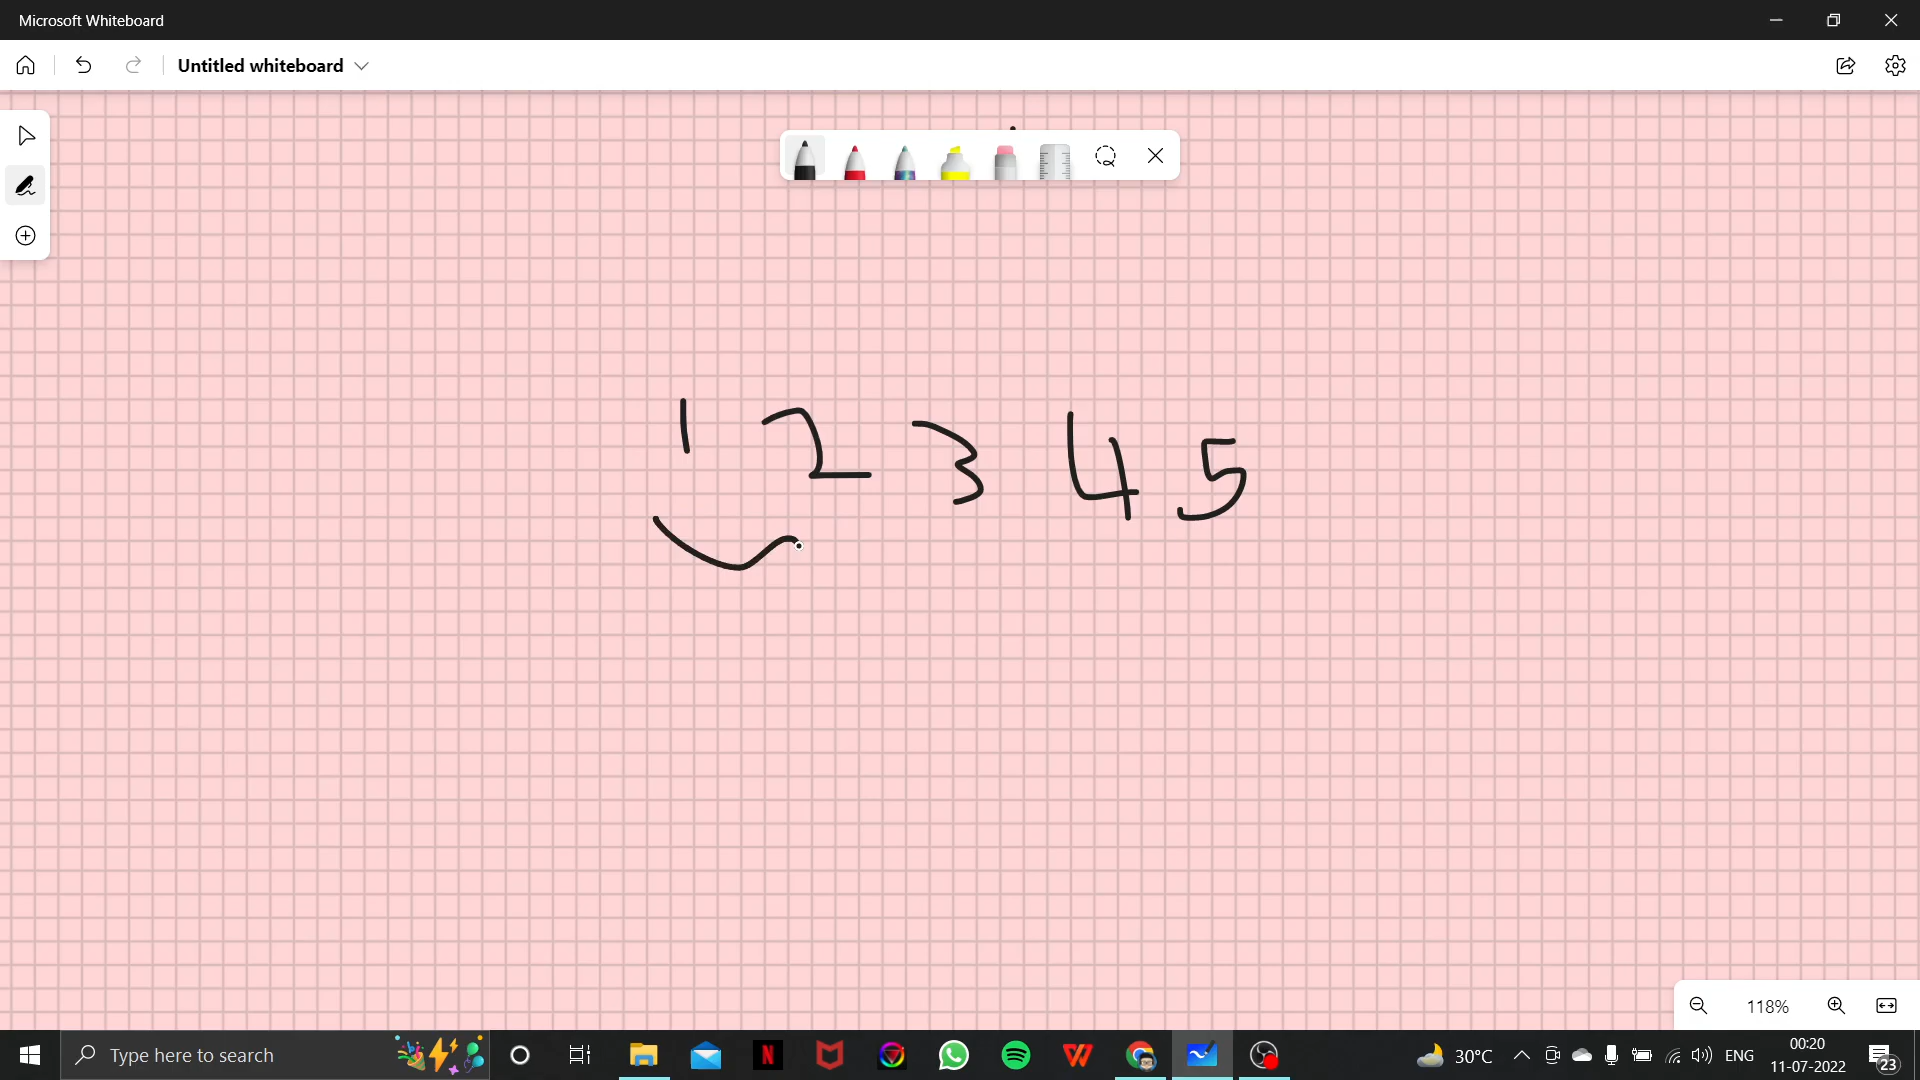 Microsoft Whiteboard
Untitled whiteboard
1 2 3 4 5
118%
Type here to search
30°C
ENG
00:20
11-07-2022
23